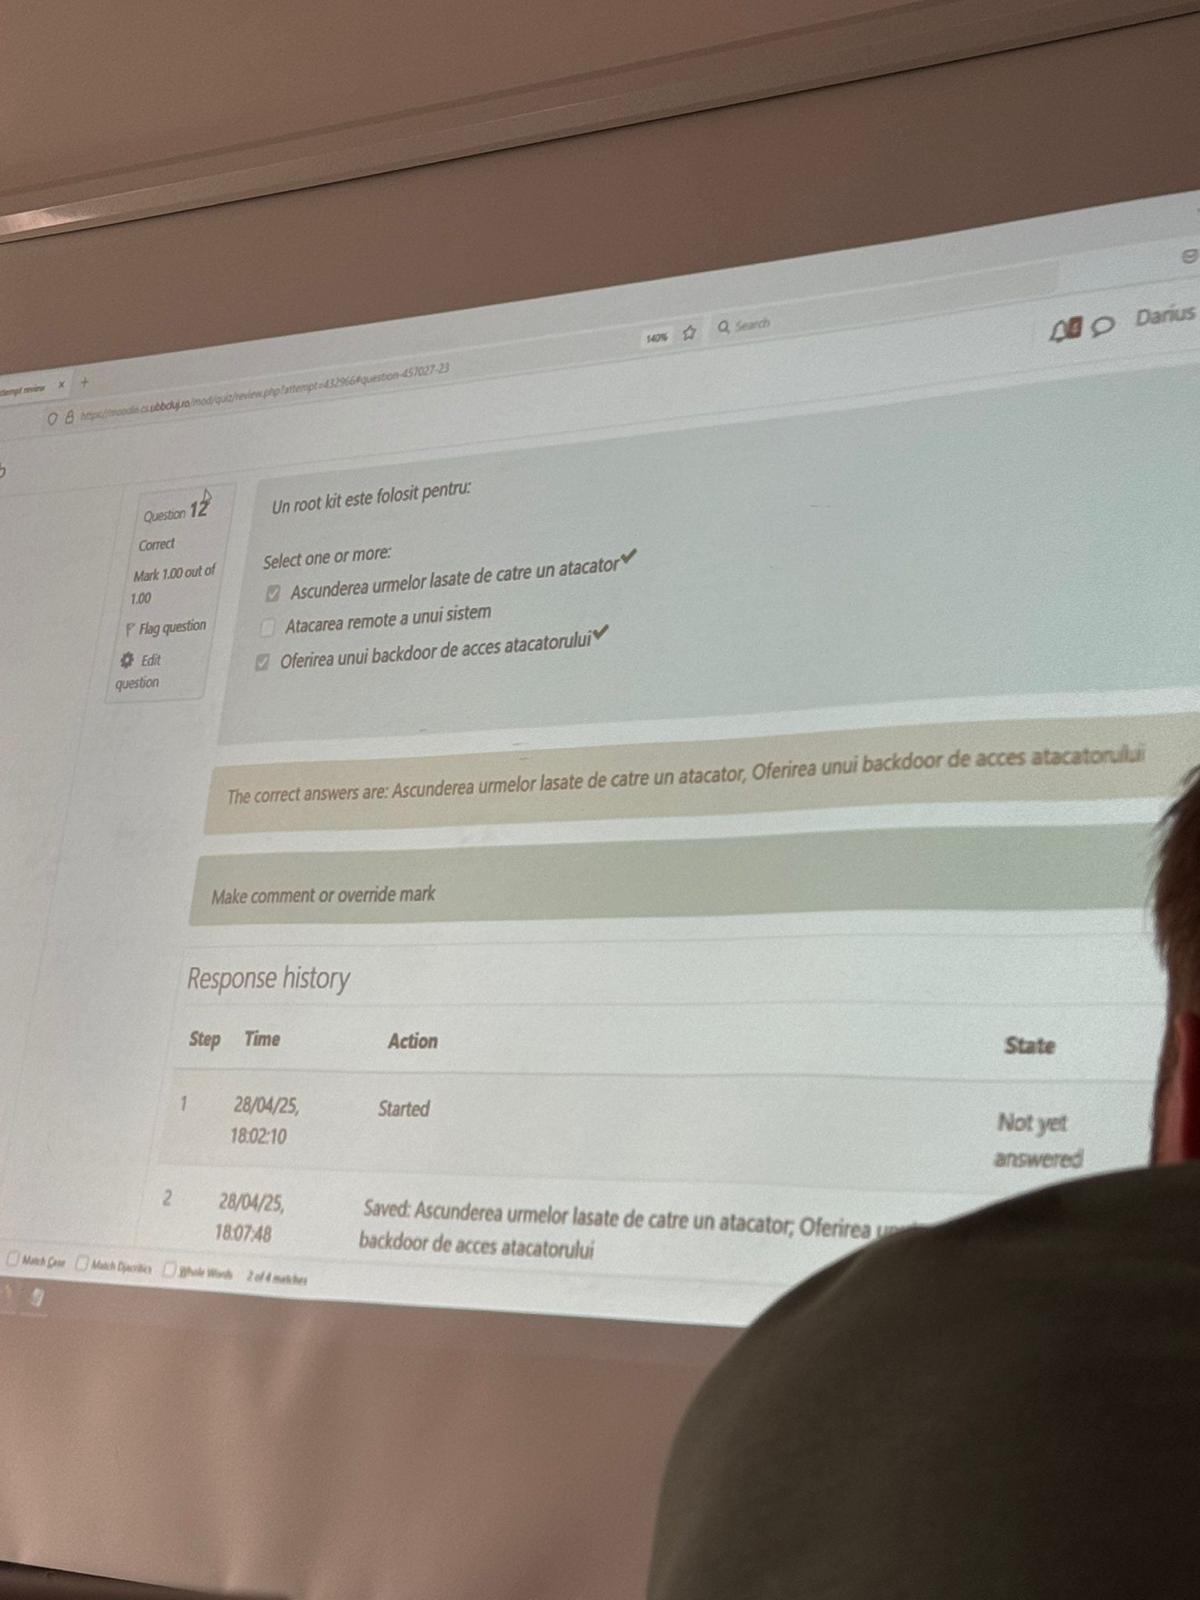 Attempt review
https://moodle.cs.ubbcluj.ro/mod/quiz/review.php?attempt=432966#question-457027-23
140%
Search
Darius
Question 12
Correct
Mark 1.00 out of
1.00
Flag question
Edit
question
Un root kit este folosit pentru:
Select one or more:
Ascunderea urmelor lasate de catre un atacator
Atacarea remote a unui sistem
Oferirea unui backdoor de acces atacatorului
The correct answers are: Ascunderea urmelor lasate de catre un atacator, Oferirea unui backdoor de acces atacatorului
Make comment or override mark
Response history
Step Time Action State
1 28/04/25, Started Not yet
18:02:10 answered
2 28/04/25, Saved: Ascunderea urmelor lasate de catre un atacator; Oferirea
18:07:48 backdoor de acces atacatorului
Match Case Match Diacritics Whole Words 2 of 4 matches